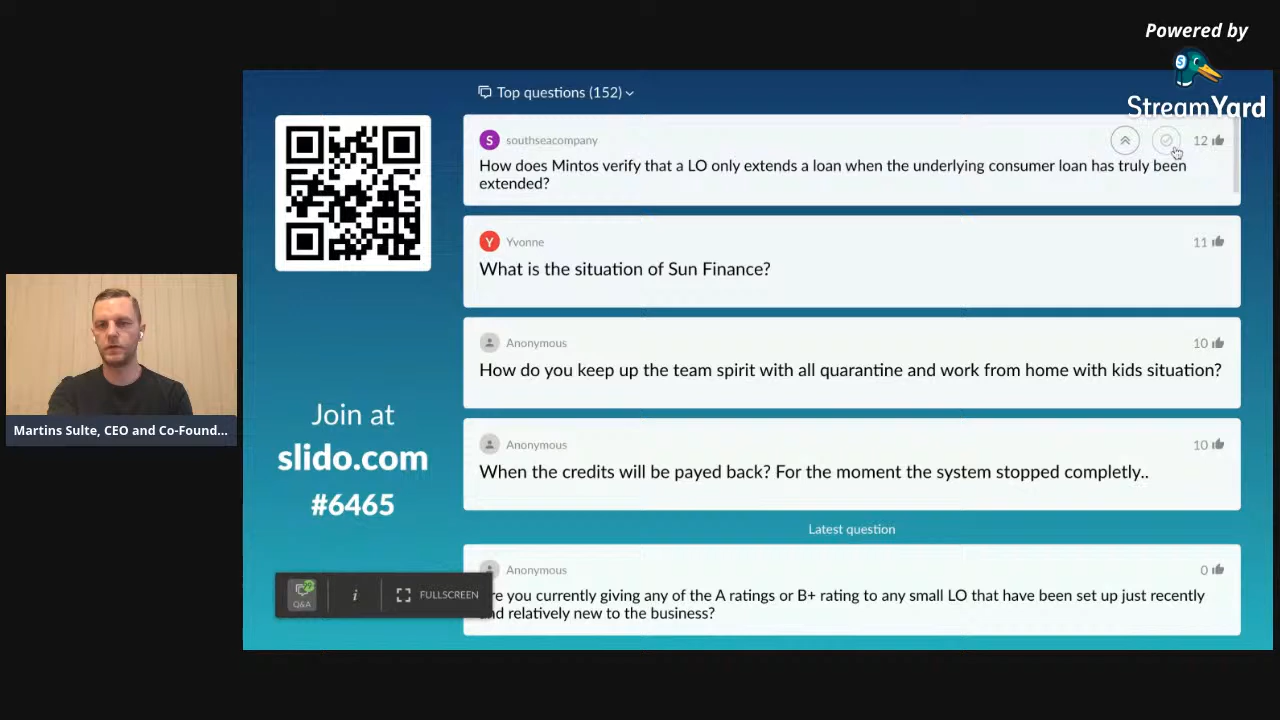 Powered by
StreamYard
Top questions (152)
S southseacompany
12
How does Mintos verify that a LO only extends a loan when the underlying consumer loan has truly been
extended?
Y Yvonne
11
What is the situation of Sun Finance?
Anonymous
10
How do you keep up the team spirit with all quarantine and work from home with kids situation?
Anonymous
10
When the credits will be payed back? For the moment the system stopped completly..
Latest question
Anonymous
0
re you currently giving any of the A ratings or B+ rating to any small LO that have been set up just recently
nd relatively new to the business?
Join at
slido.com
#6465
Q&A
i
FULLSCREEN
Martins Sulte, CEO and Co-Found...